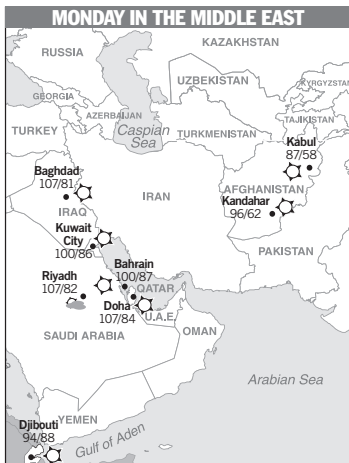 MONDAY IN THE MIDDLE EAST
KAZAKHSTAN
RUSSIA
UZBEKISTAN
KYRGYZSTAN
GEORGIA
AZERBAIJAN
TAJIKISTAN
TURKEY
Caspian
Sea
TURKMENISTAN
Kabul
87/58
Baghdad
107/81
IRAN
AFGHANISTAN
Kandahar
96/62
IRAQ
Kuwait
City
100/86
PAKISTAN
Bahrain
100/87
Riyadh
107/82
QATAR
Doha
107/84
U.A.E.
OMAN
SAUDI ARABIA
Arabian Sea
YEMEN
Djibouti
94/88
Gulf of Aden